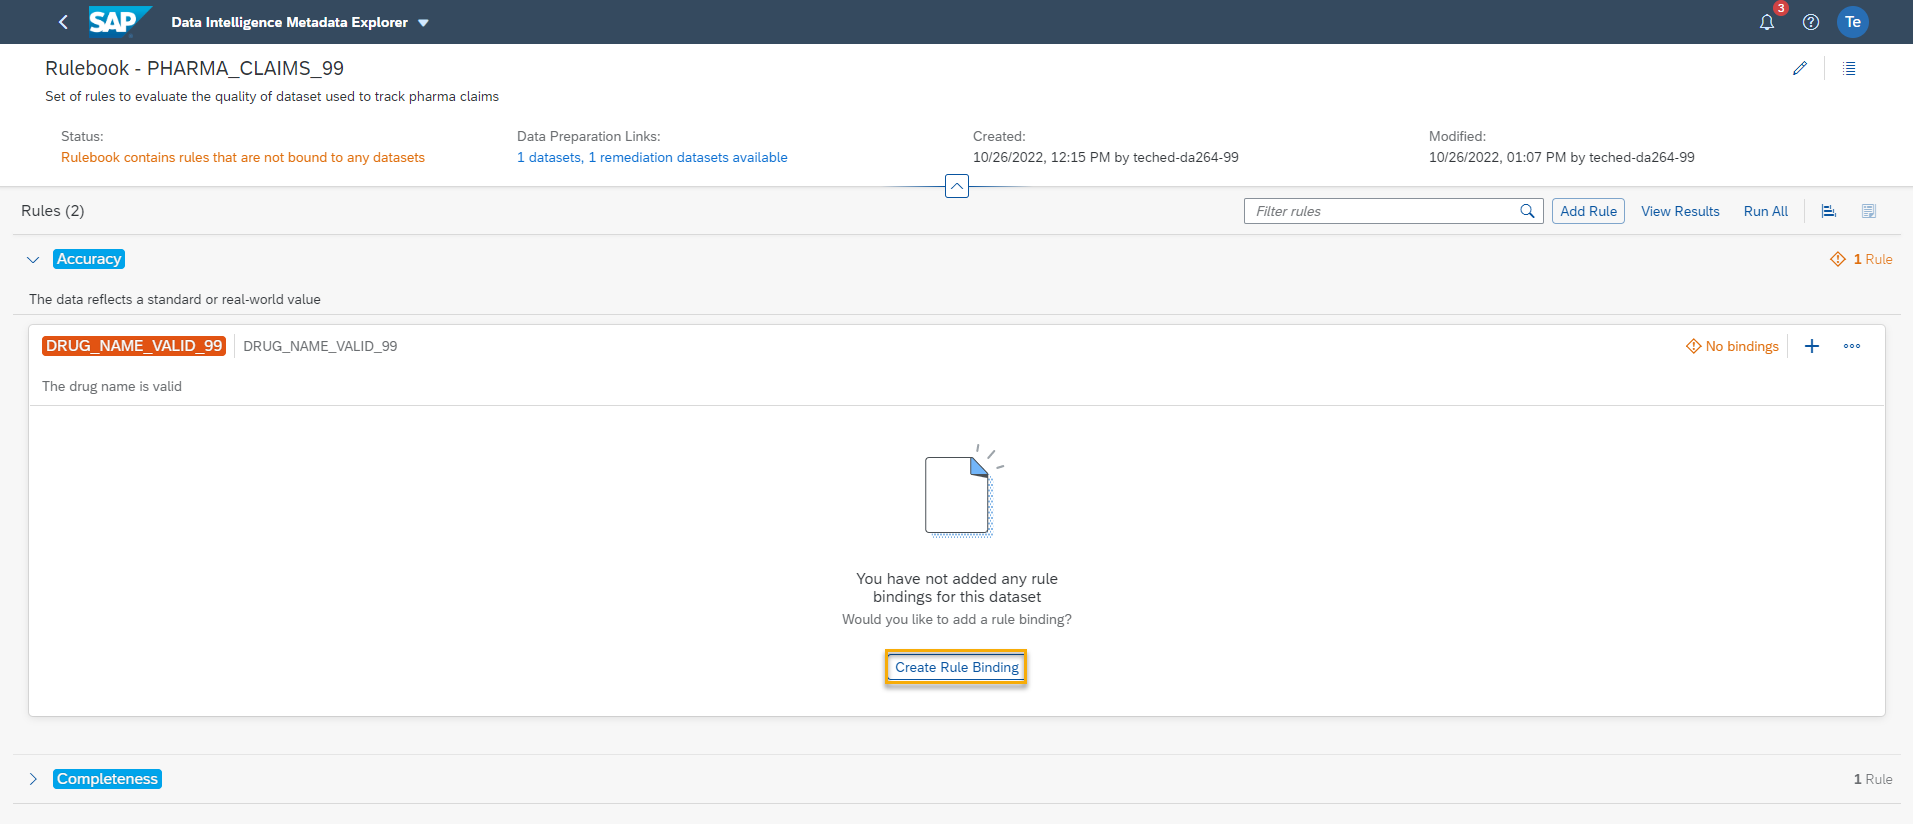 SAP Data Intelligence Metadata Explorer
3
Te
Rulebook - PHARMA_CLAIMS_99
Set of rules to evaluate the quality of dataset used to track pharma claims
Status: Data Preparation Links: Created: Modified:
Rulebook contains rules that are not bound to any datasets 1 datasets, 1 remediation datasets available 10/26/2022, 12:15 PM by teched-da264-99 10/26/2022, 01:07 PM by teched-da264-99
Rules (2) Filter rules Add Rule View Results Run All
Accuracy 1 Rule
The data reflects a standard or real-world value
DRUG_NAME_VALID_99 DRUG_NAME_VALID_99 No bindings
The drug name is valid
You have not added any rule
bindings for this dataset
Would you like to add a rule binding?
Create Rule Binding
Completeness 1 Rule